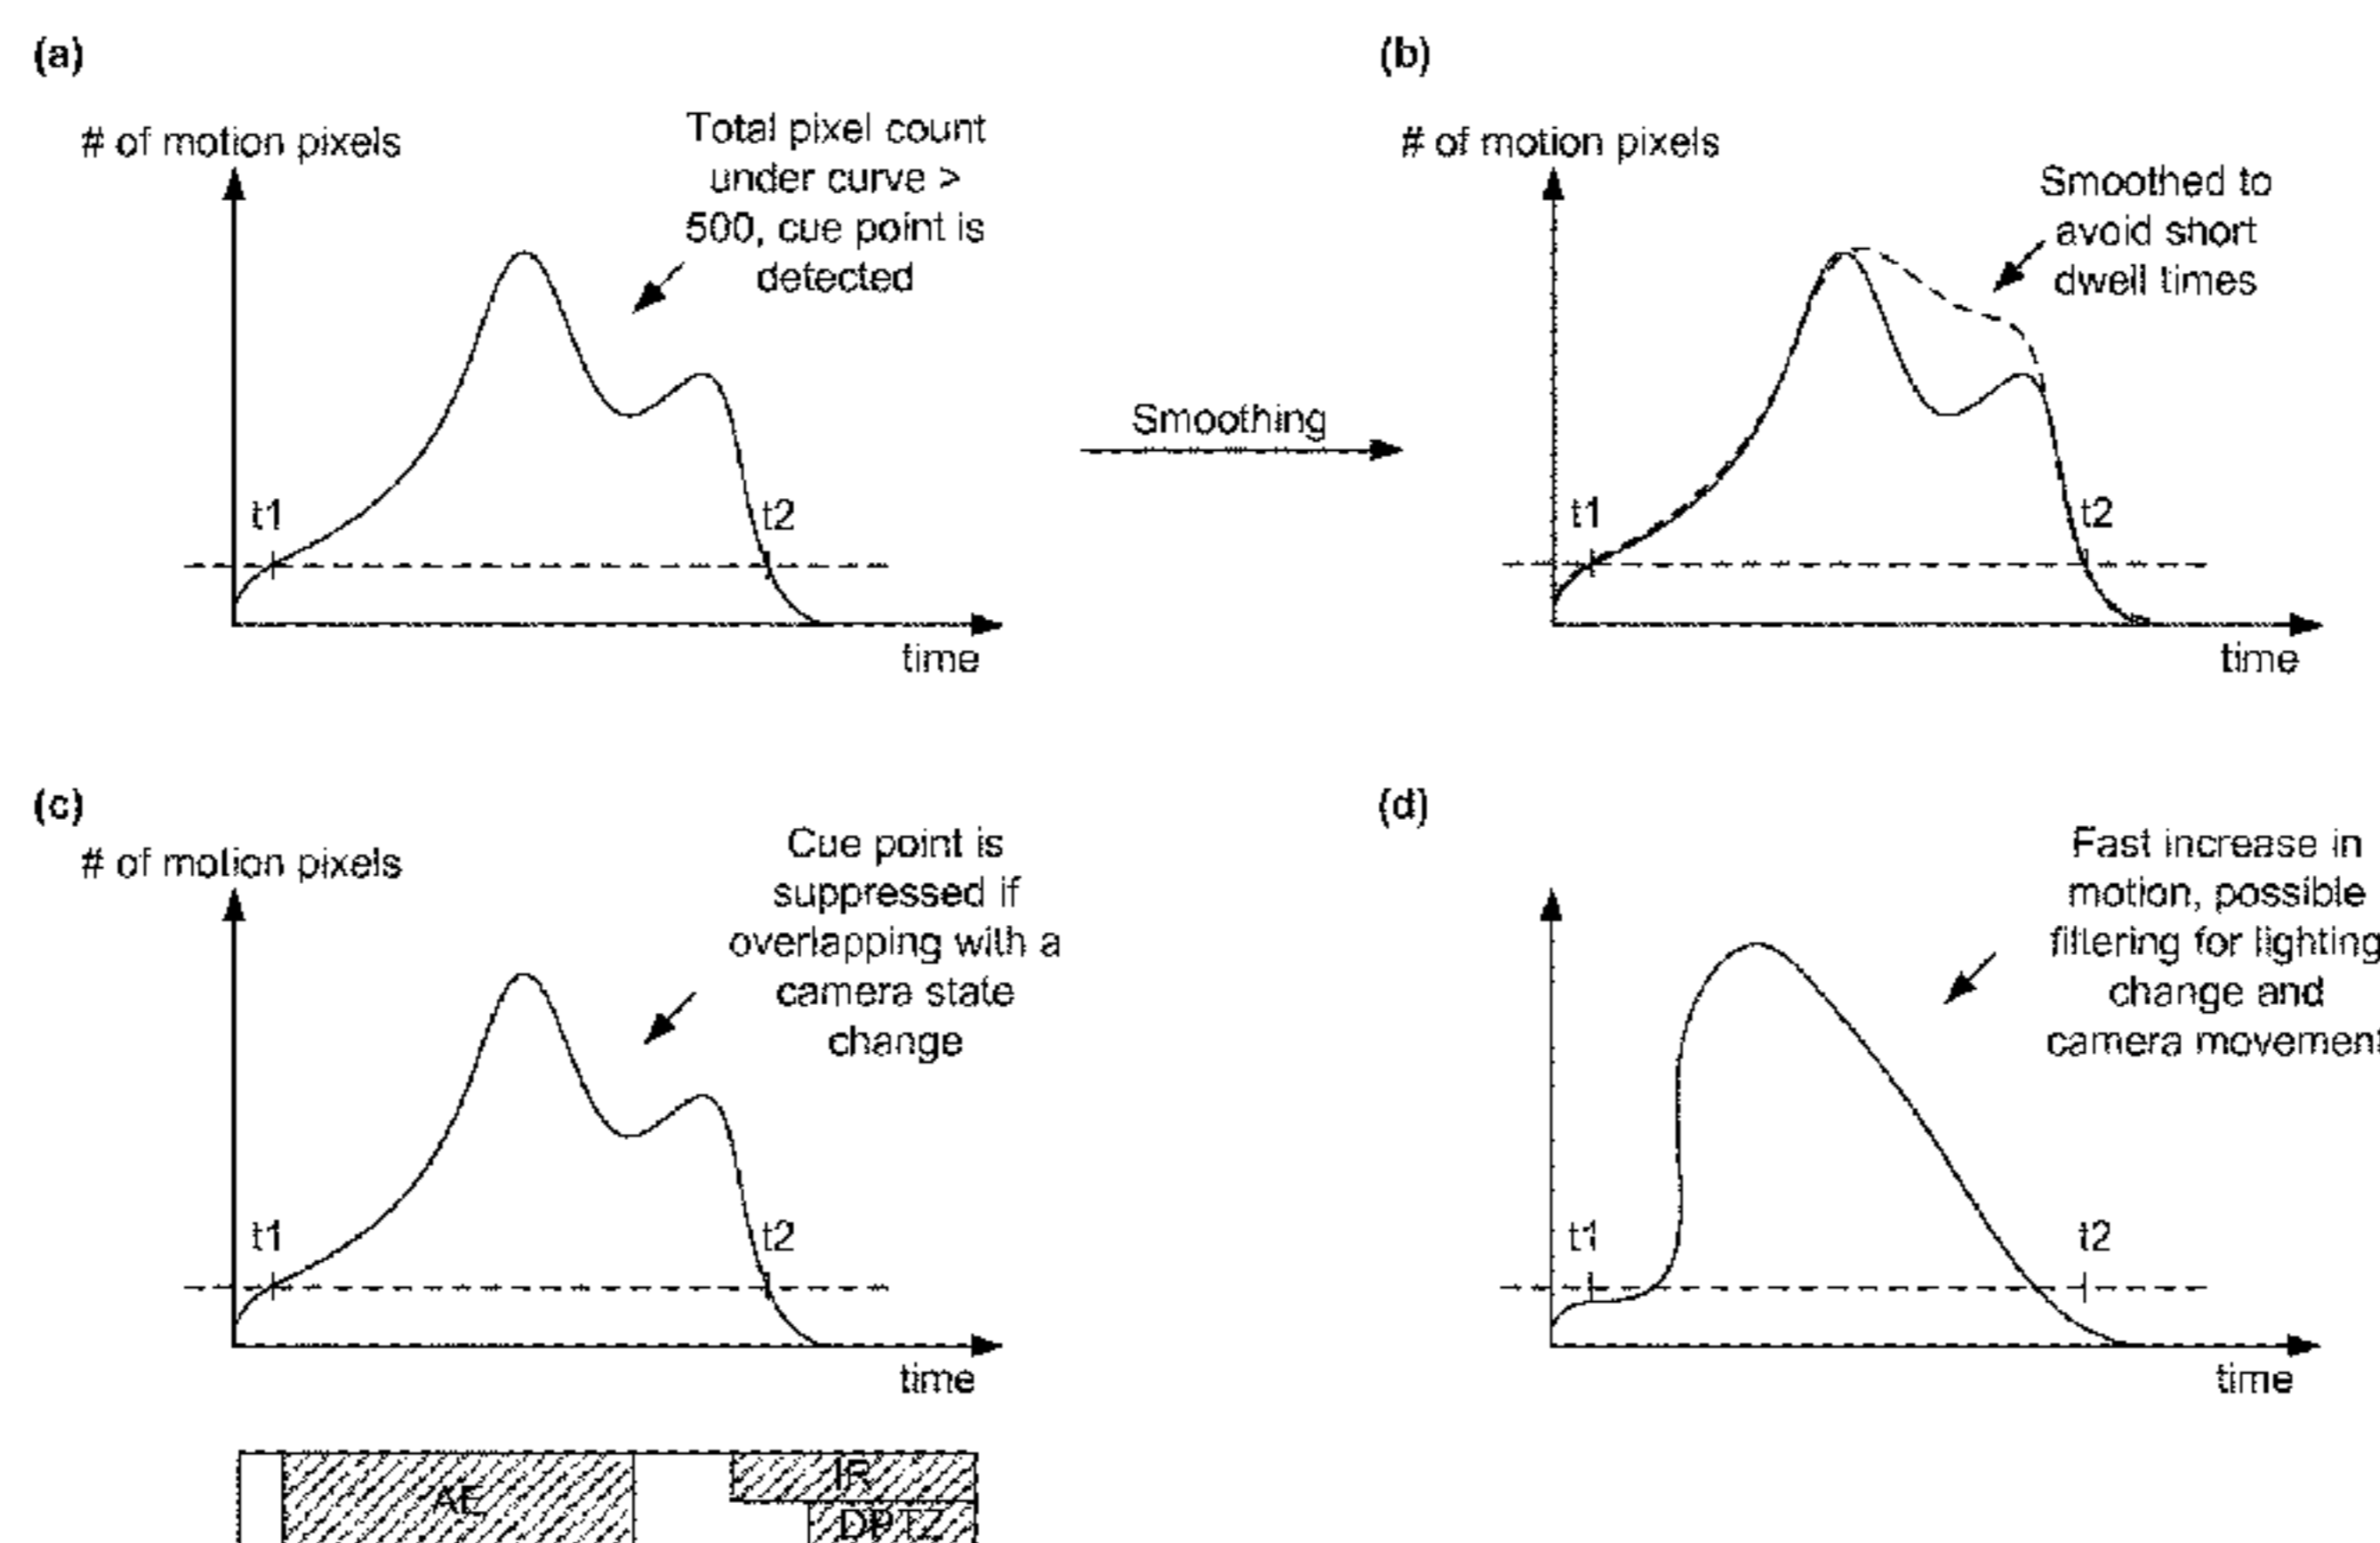 (a)
# of motion pixels
Total pixel count
under curve >
500, cue point is
detected
t1
t2
time
Smoothing
(b)
# of motion pixels
Smoothed to
avoid short
dwell times
t1
t2
time
(c)
# of motion pixels
Cue point is
suppressed if
overlapping with a
camera state
change
t1
t2
time
AE
IR
DPTZ
(d)
Fast increase in
motion, possible
filtering for lighting
change and
camera movement
t1
t2
time